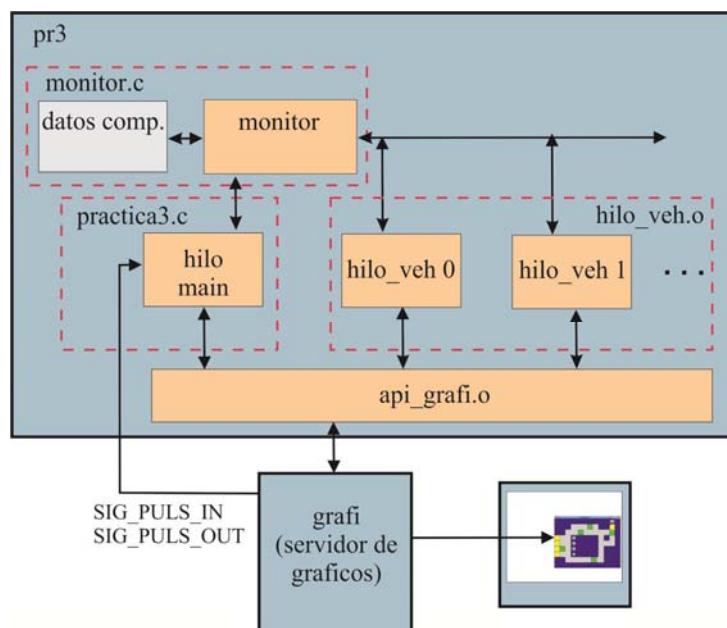 pr3
monitor.c
datos comp.
monitor
practica3.c
hilo_veh.o
hilo
main
hilo_veh 0
hilo_veh 1
. . .
api_grafi.o
SIG_PULS_IN
SIG_PULS_OUT
grafi
(servidor de
graficos)